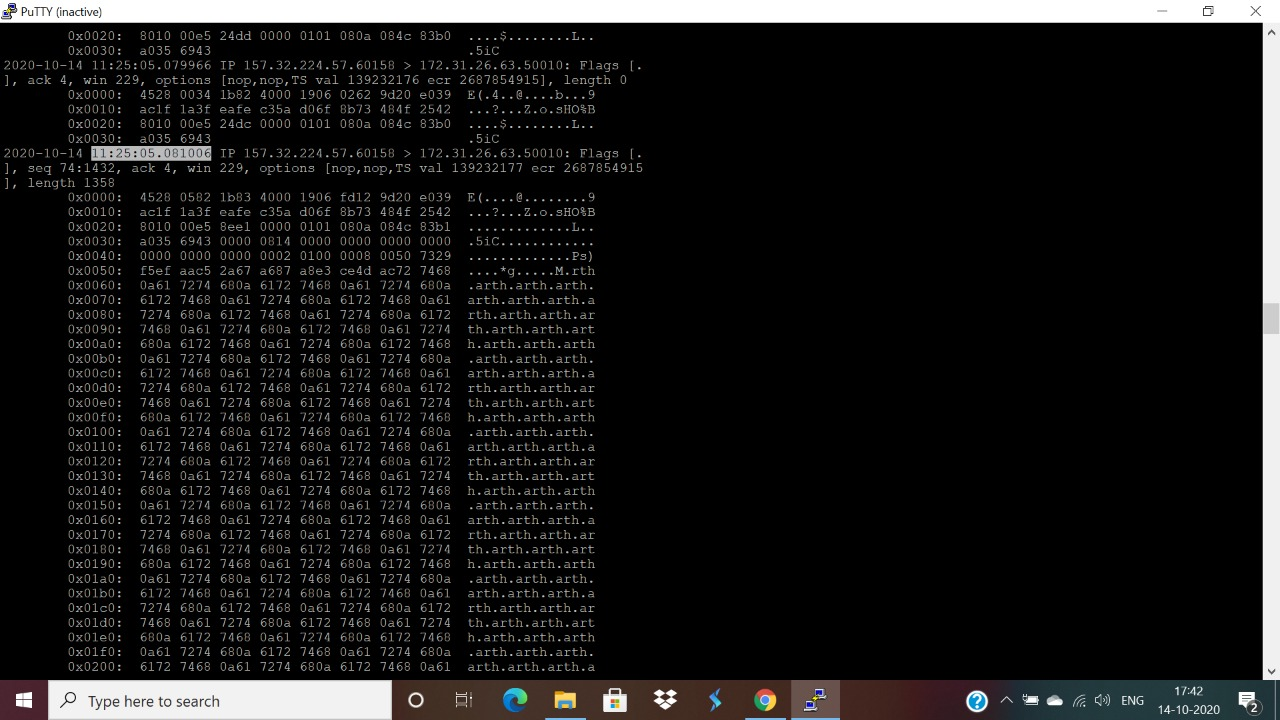 PuTTY (inactive)
0x0020: 8010 00e5 24dd 0000 0101 080a 084c 83b0 ....$........L..
0x0030: a035 6943 .5iC
2020-10-14 11:25:05.079966 IP 157.32.224.57.60158 > 172.31.26.63.50010: Flags [.
], ack 4, win 229, options [nop,nop,TS val 139232176 ecr 2687854915], length 0
0x0000: 4528 0034 1b82 4000 1906 0262 9d20 e039 E(.4..@....b...9
0x0010: ac1f 1a3f eafe c35a d06f 8b73 484f 2542 ...?...Z.o.sHO%B
0x0020: 8010 00e5 24dc 0000 0101 080a 084c 83b0 ....$........L..
0x0030: a035 6943 .5iC
2020-10-14 11:25:05.081006 IP 157.32.224.57.60158 > 172.31.26.63.50010: Flags [.
], seq 74:1432, ack 4, win 229, options [nop,nop,TS val 139232177 ecr 2687854915
], length 1358
0x0000: 4528 0582 1b83 4000 1906 fd12 9d20 e039 E(....@........9
0x0010: ac1f 1a3f eafe c35a d06f 8b73 484f 2542 ...?...Z.o.sHO%B
0x0020: 8010 00e5 8ee1 0000 0101 080a 084c 83b1 .............L..
0x0030: a035 6943 0000 0814 0000 0000 0000 0000 .5iC............
0x0040: 0000 0000 0000 0002 0100 0008 0050 7329 .............Ps)
0x0050: f5ef aac5 2a67 a687 a8e3 ce4d ac72 7468 ....*g.....M.rth
0x0060: 0a61 7274 680a 6172 7468 0a61 7274 680a .arth.arth.arth.
0x0070: 6172 7468 0a61 7274 680a 6172 7468 0a61 arth.arth.arth.a
0x0080: 7274 680a 6172 7468 0a61 7274 680a 6172 rth.arth.arth.ar
0x0090: 7468 0a61 7274 680a 6172 7468 0a61 7274 th.arth.arth.art
0x00a0: 680a 6172 7468 0a61 7274 680a 6172 7468 h.arth.arth.arth
0x00b0: 0a61 7274 680a 6172 7468 0a61 7274 680a .arth.arth.arth.
0x00c0: 6172 7468 0a61 7274 680a 6172 7468 0a61 arth.arth.arth.a
0x00d0: 7274 680a 6172 7468 0a61 7274 680a 6172 rth.arth.arth.ar
0x00e0: 7468 0a61 7274 680a 6172 7468 0a61 7274 th.arth.arth.art
0x00f0: 680a 6172 7468 0a61 7274 680a 6172 7468 h.arth.arth.arth
0x0100: 0a61 7274 680a 6172 7468 0a61 7274 680a .arth.arth.arth.
0x0110: 6172 7468 0a61 7274 680a 6172 7468 0a61 arth.arth.arth.a
0x0120: 7274 680a 6172 7468 0a61 7274 680a 6172 rth.arth.arth.ar
0x0130: 7468 0a61 7274 680a 6172 7468 0a61 7274 th.arth.arth.art
0x0140: 680a 6172 7468 0a61 7274 680a 6172 7468 h.arth.arth.arth
0x0150: 0a61 7274 680a 6172 7468 0a61 7274 680a .arth.arth.arth.
0x0160: 6172 7468 0a61 7274 680a 6172 7468 0a61 arth.arth.arth.a
0x0170: 7274 680a 6172 7468 0a61 7274 680a 6172 rth.arth.arth.ar
0x0180: 7468 0a61 7274 680a 6172 7468 0a61 7274 th.arth.arth.art
0x0190: 680a 6172 7468 0a61 7274 680a 6172 7468 h.arth.arth.arth
0x01a0: 0a61 7274 680a 6172 7468 0a61 7274 680a .arth.arth.arth.
0x01b0: 6172 7468 0a61 7274 680a 6172 7468 0a61 arth.arth.arth.a
0x01c0: 7274 680a 6172 7468 0a61 7274 680a 6172 rth.arth.arth.ar
0x01d0: 7468 0a61 7274 680a 6172 7468 0a61 7274 th.arth.arth.art
0x01e0: 680a 6172 7468 0a61 7274 680a 6172 7468 h.arth.arth.arth
0x01f0: 0a61 7274 680a 6172 7468 0a61 7274 680a .arth.arth.arth.
0x0200: 6172 7468 0a61 7274 680a 6172 7468 0a61 arth.arth.arth.a
Type here to search
ENG
17:42
14-10-2020
2